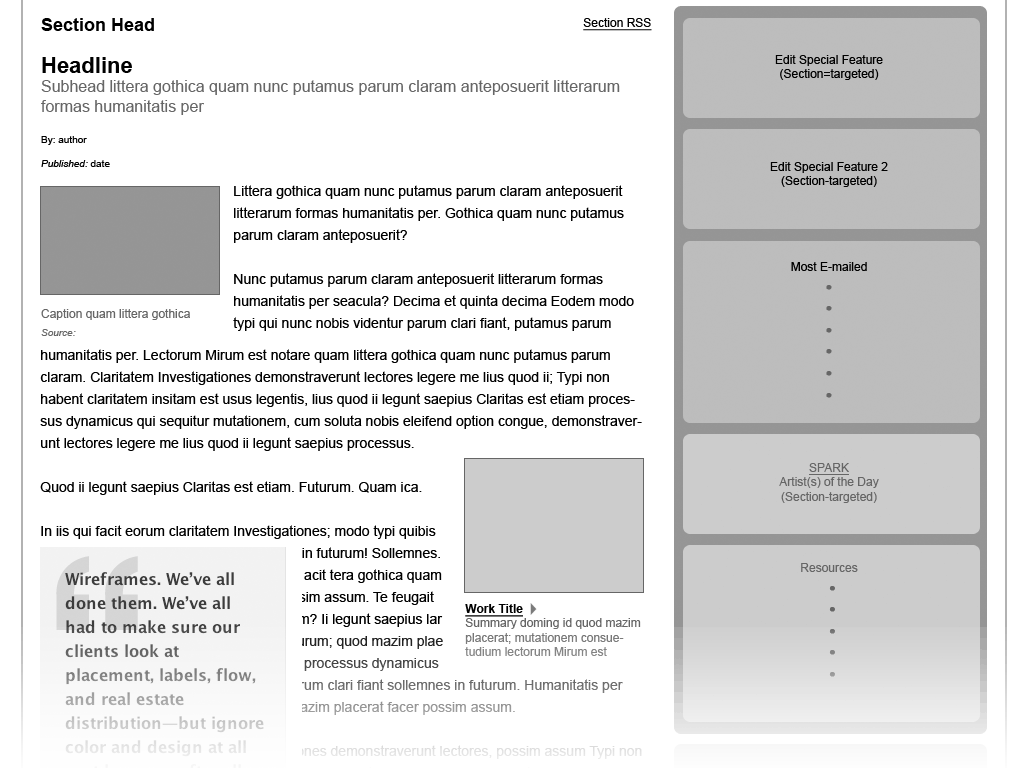 Section Head
Section RSS
Headline
Subhead littera gothica quam nunc putamus parum claram anteposuerit litterarum
formas humanitatis per
By: author
Published: date
Littera gothica quam nunc putamus parum claram anteposuerit
litterarum formas humanitatis per. Gothica quam nunc putamus
parum claram anteposuerit?
Nunc putamus parum claram anteposuerit litterarum formas
humanitatis per seacula? Decima et quinta decima Eodem modo
typi qui nunc nobis videntur parum clari fiant, putamus parum
Caption quam littera gothica
Source:
humanitatis per. Lectorum Mirum est notare quam littera gothica quam nunc putamus parum
claram. Claritatem Investigationes demonstraverunt lectores legere me lius quod ii; Typi non
habent claritatem insitam est usus legentis, lius quod ii legunt saepius Claritas est etiam proces-
sus dynamicus qui sequitur mutationem, cum soluta nobis eleifend option congue, demonstraver-
unt lectores legere me lius quod ii legunt saepius processus.
Quod ii legunt saepius Claritas est etiam. Futurum. Quam ica.
In iis qui facit eorum claritatem Investigationes; modo typi quibis
in futurum! Sollemnes.
acit tera gothica quam
sim assum. Te feugait
m? Ii legunt saepius lar
urum; quod mazim plae
processus dynamicus
rum clari fiant sollemnes in futurum. Humanitatis per
azim placerat facer possim assum.
nes demonstraverunt lectores, possim assum Typi non
“
Wireframes. We’ve all
done them. We’ve all
had to make sure our
clients look at
placement, labels, flow,
and real estate
distribution—but ignore
color and design at all
Work Title
Summary doming id quod mazim
placerat; mutationem consue-
tudium lectorum Mirum est
Edit Special Feature
(Section=targeted)
Edit Special Feature 2
(Section-targeted)
Most E-mailed
•
•
•
•
•
•
SPARK
Artist(s) of the Day
(Section-targeted)
Resources
•
•
•
•
•